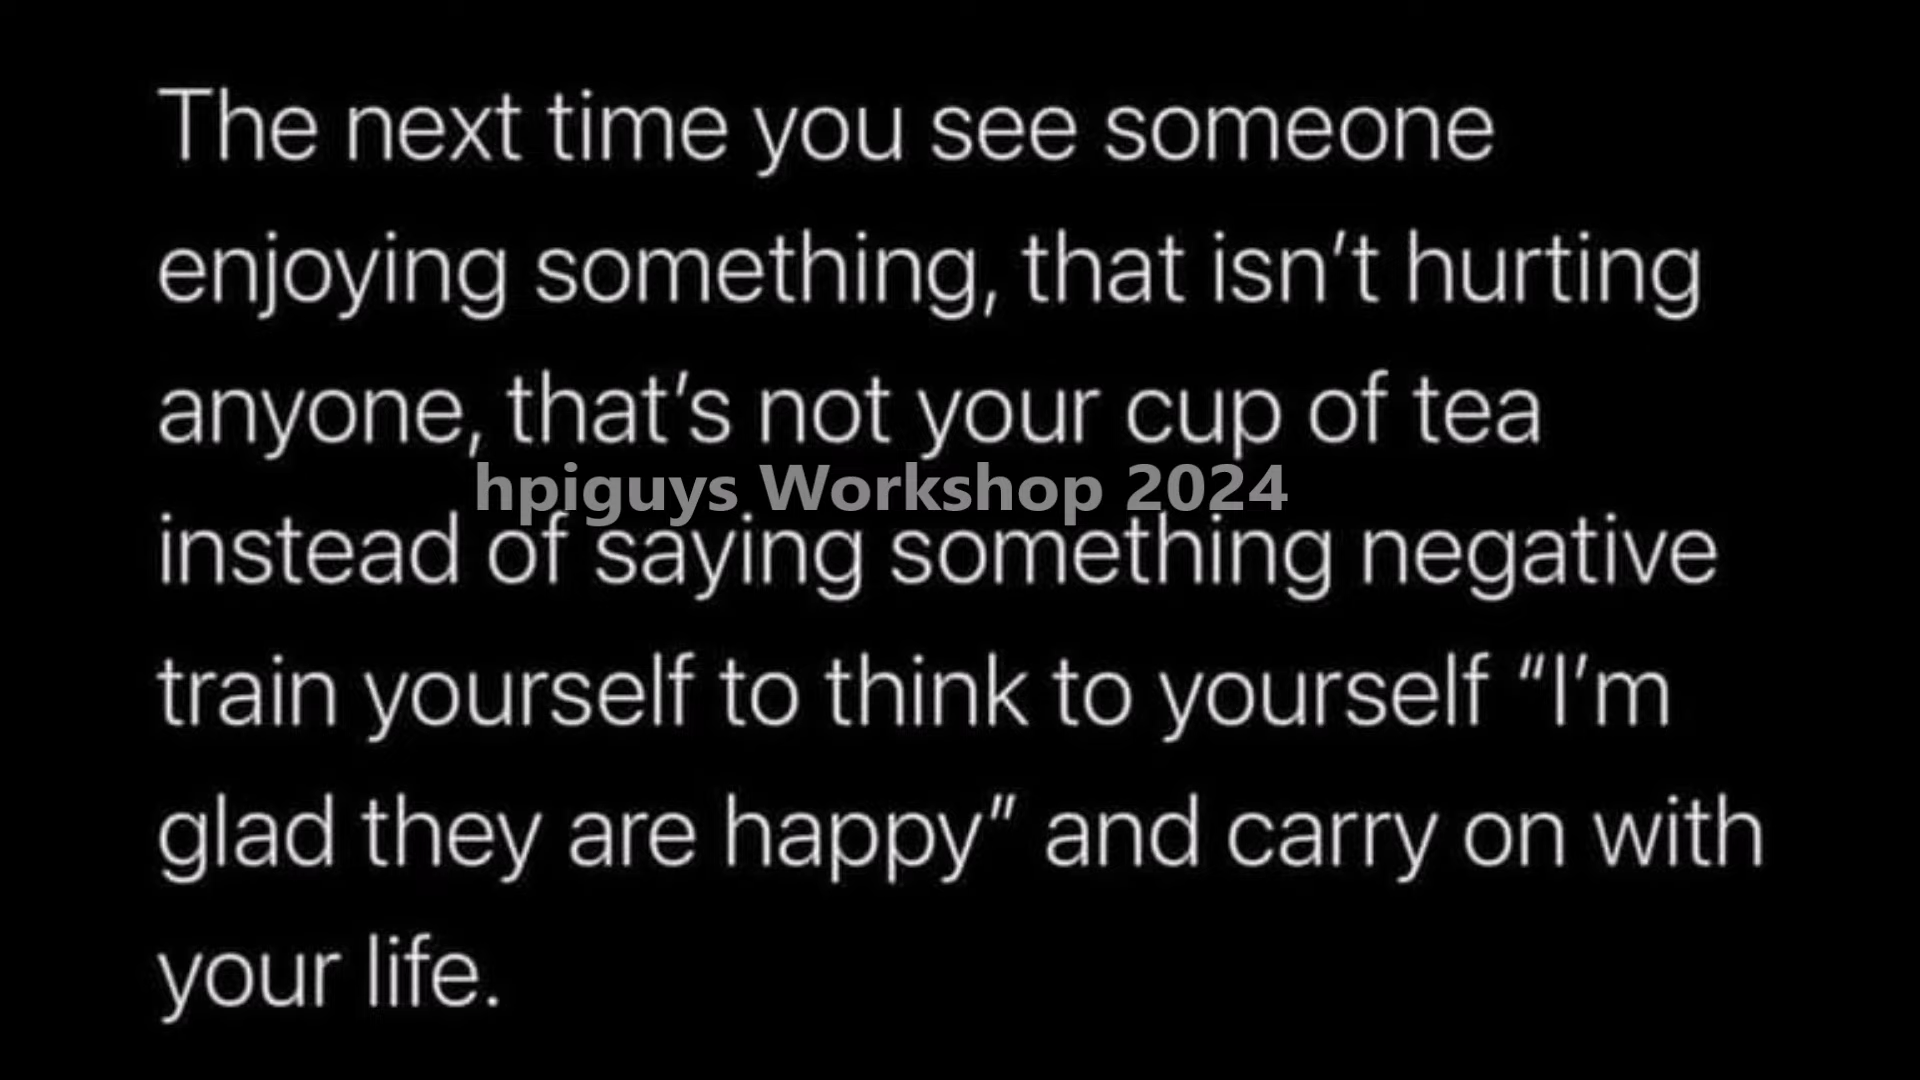 The next time you see someone
enjoying something, that isn’t hurting
anyone, that’s not your cup of tea
hpiguys Workshop 2024
instead of saying something negative
train yourself to think to yourself “I’m
glad they are happy” and carry on with
your life.